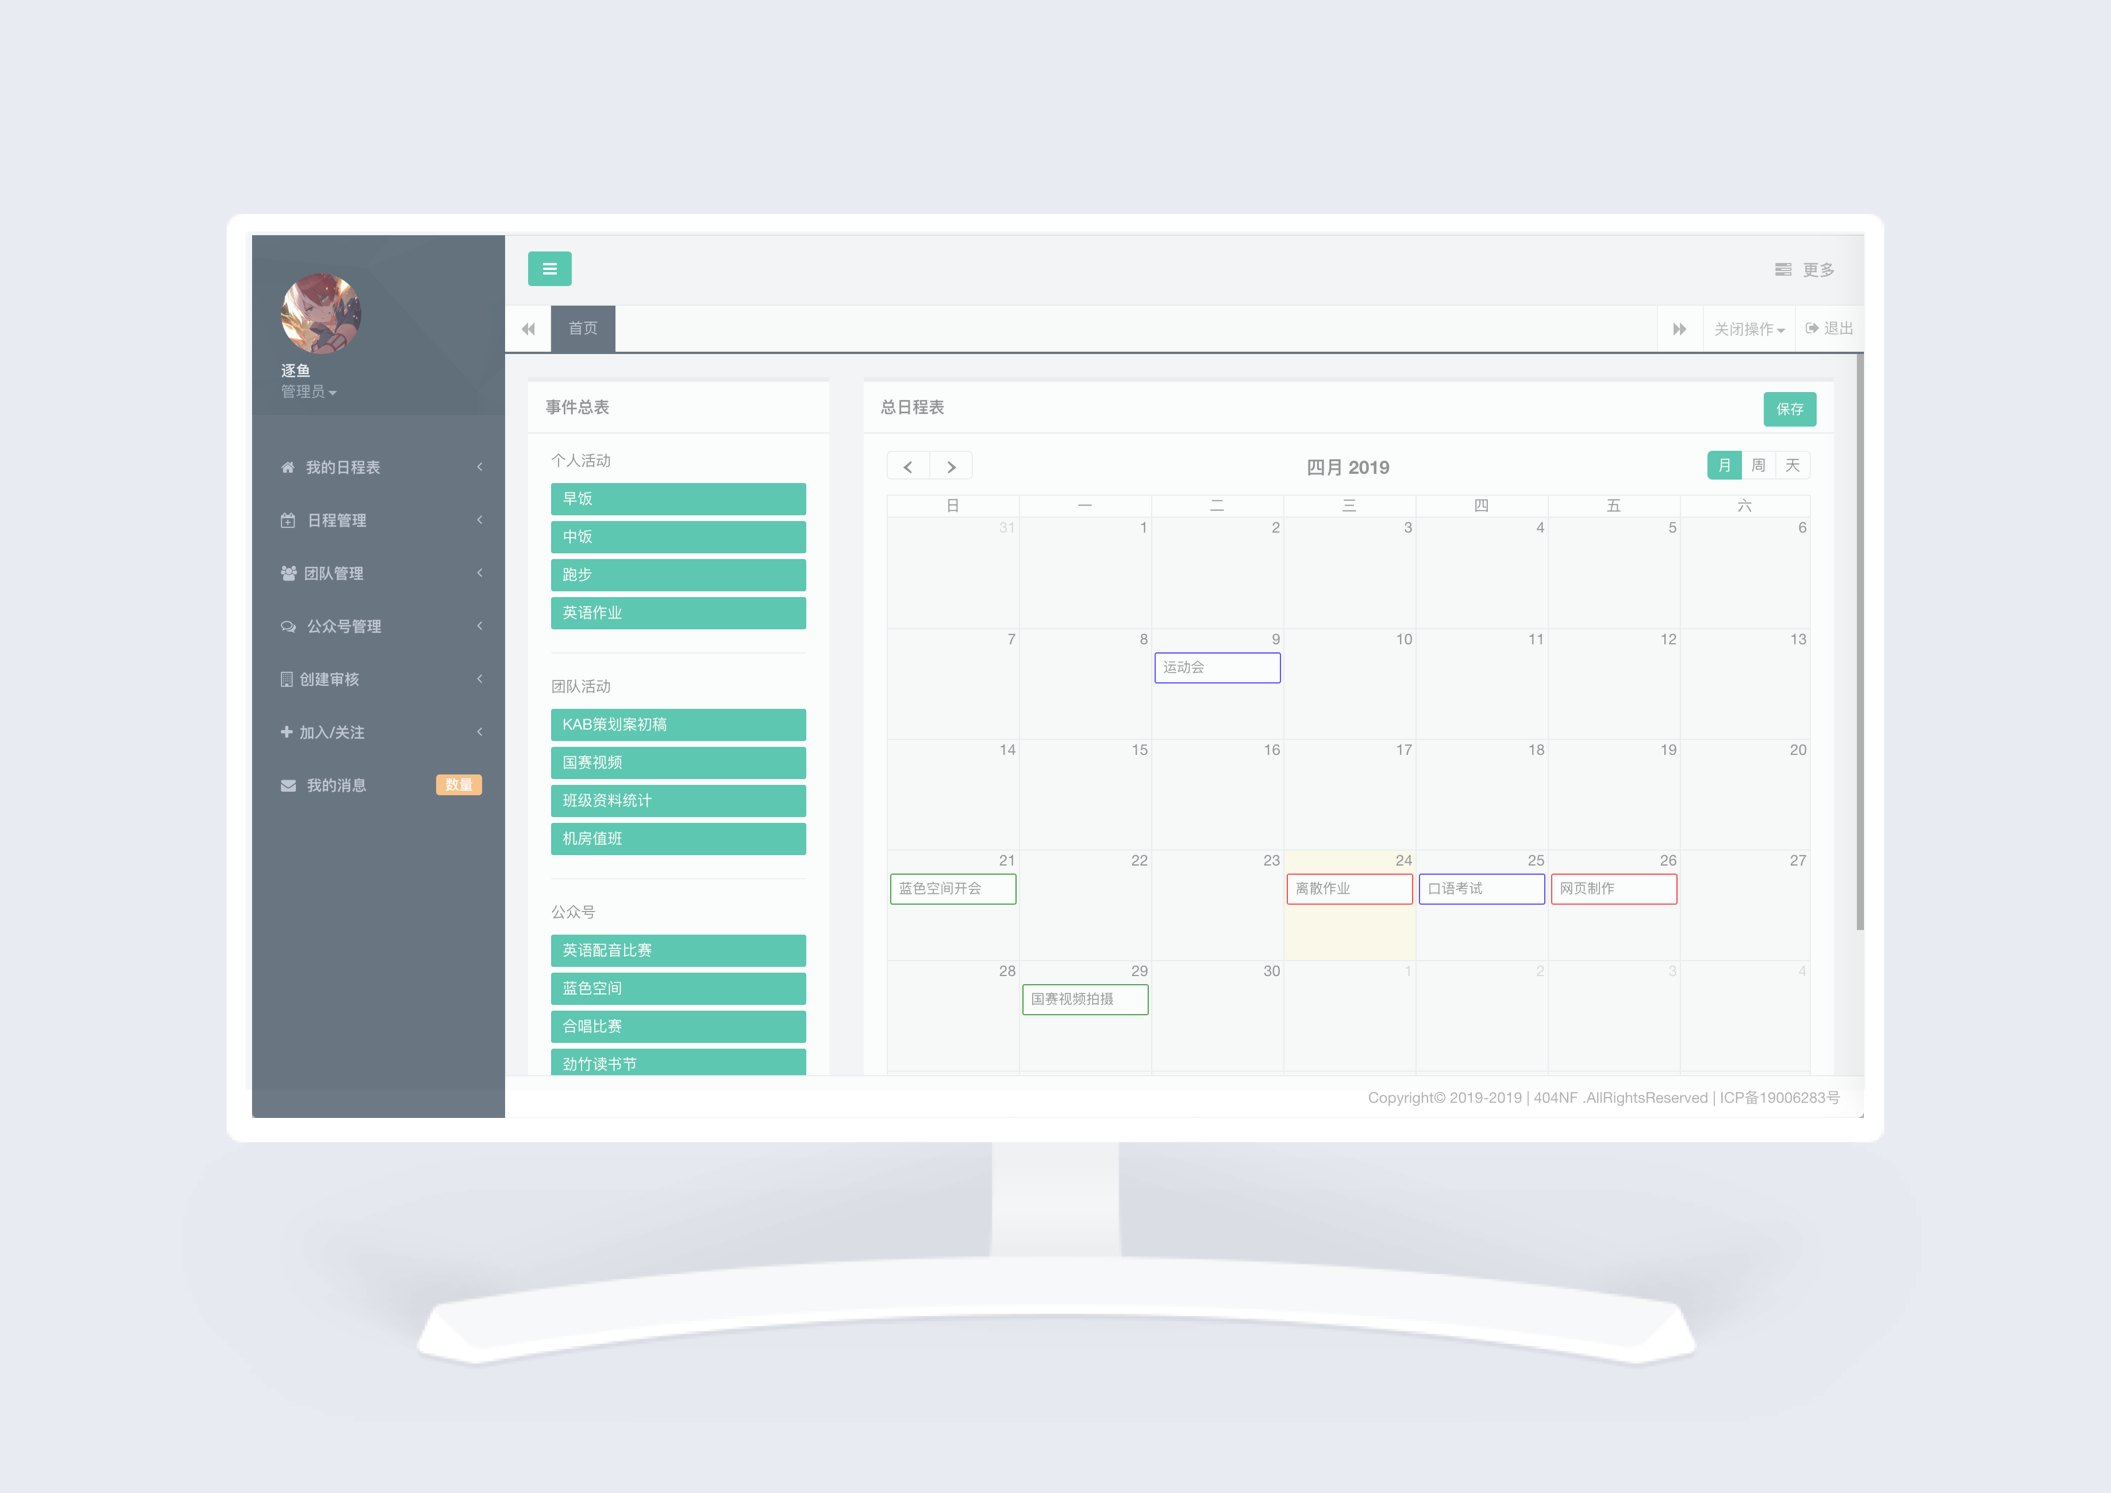 更多
首页
关闭操作
退出
逐鱼
管理员
我的日程表
日程管理
团队管理
公众号管理
创建审核
加入/关注
我的消息
数量
事件总表
个人活动
早饭
中饭
跑步
英语作业
团队活动
KAB策划案初稿
国赛视频
班级资料统计
机房值班
公众号
英语配音比赛
蓝色空间
合唱比赛
劲竹读书节
总日程表
保存
四月 2019
月 周 天
日 一 二 三 四 五 六
31 1 2 3 4 5 6
7 8 9 10 11 12 13
运动会
14 15 16 17 18 19 20
21 22 23 24 25 26 27
蓝色空间开会 离散作业 口语考试 网页制作
28 29 30 1 2 3 4
国赛视频拍摄
Copyright© 2019-2019 | 404NF .AllRightsReserved | ICP备19006283号